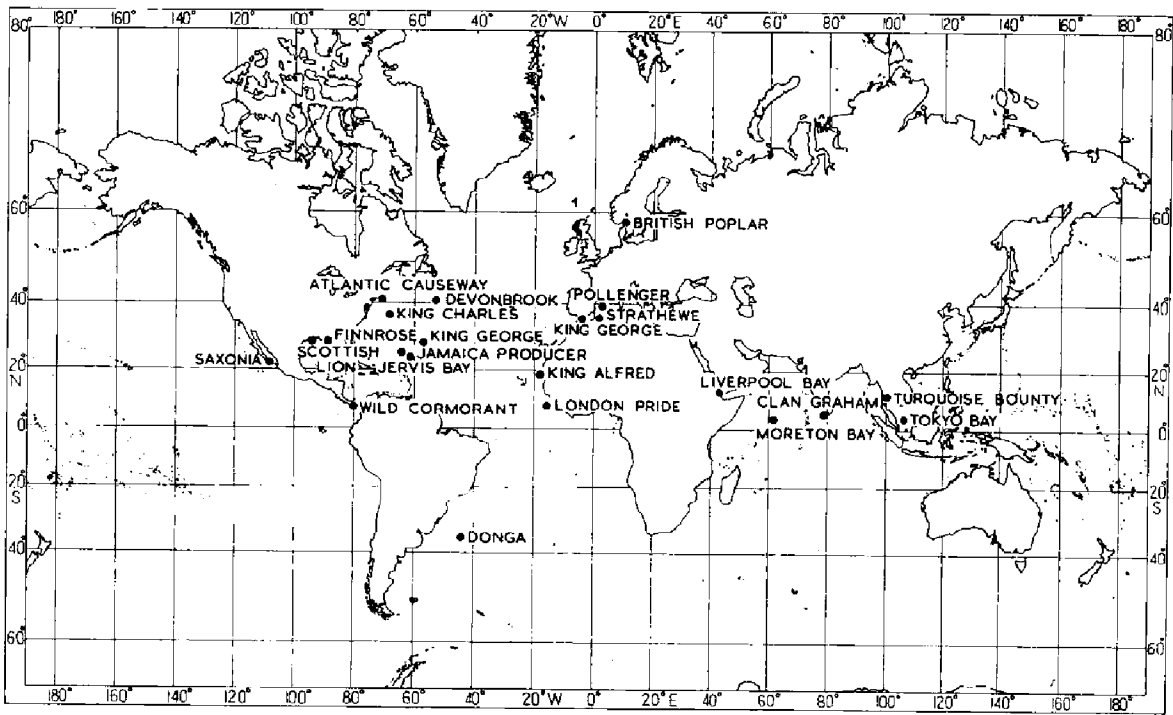 180° 160° 140° 120° 100° 80° 60° 40° 20°W 0° 20°E 40° 60° 80° 100° 120° 140° 160° 180°
80° 80°
60° 60°
BRITISH POPLAR
ATLANTIC CAUSEWAY
POLLENGER
40° DEVONBROOK 40°
KING CHARLES STRATHEWE
KING GEORGE
FINNROSE KING GEORGE
SCOTTISH LION JAMAICA PRODUCER
SAXONIA
JERVIS BAY
20° KING ALFRED 20°
N LIVERPOOL BAY N
CLAN GRAHAM TURQUOISE BOUNTY
WILD CORMORANT LONDON PRIDE
TOKYO BAY
0° MORETON BAY 0°
20° 20°
S S
DONGA
40° 40°
60° 60°
180° 160° 140° 120° 100° 80° 60° 40° 20°W 0° 20°E 40° 60° 80° 100° 120° 140° 160° 180°